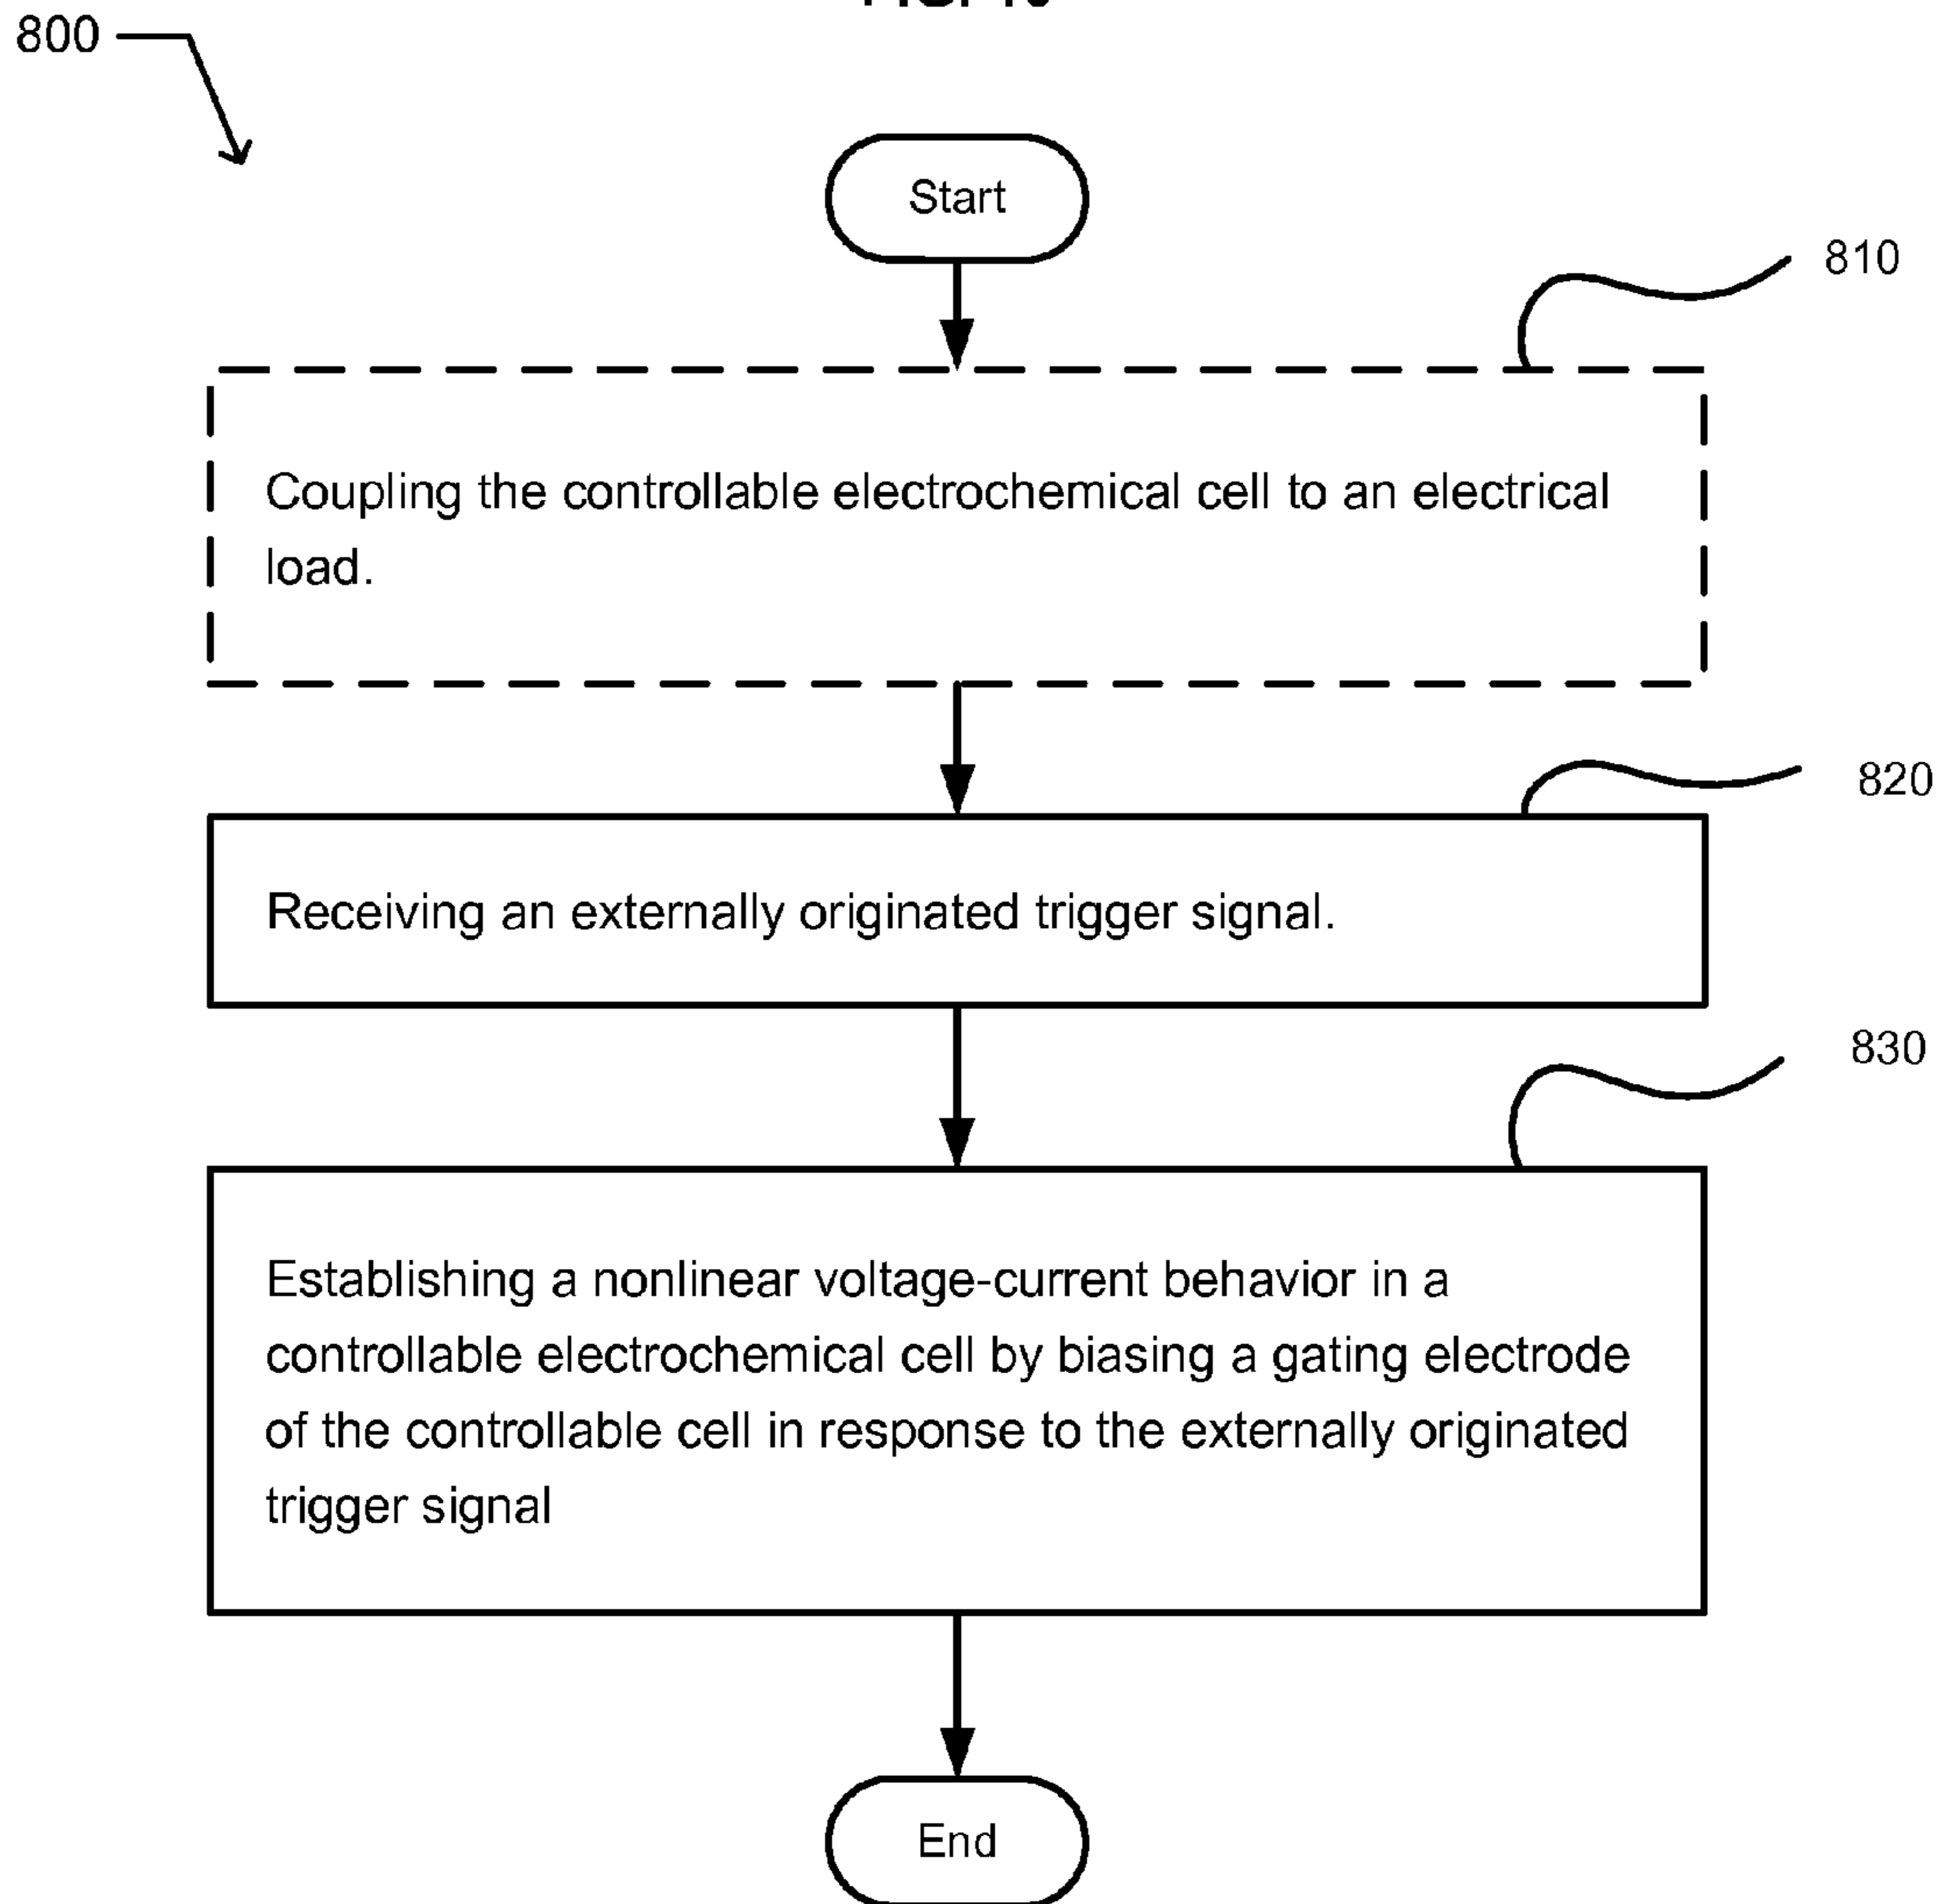 800
Start
810
Coupling the controllable electrochemical cell to an electrical
load.
820
Receiving an externally originated trigger signal.
830
Establishing a nonlinear voltage-current behavior in a
controllable electrochemical cell by biasing a gating electrode
of the controllable cell in response to the externally originated
trigger signal
End